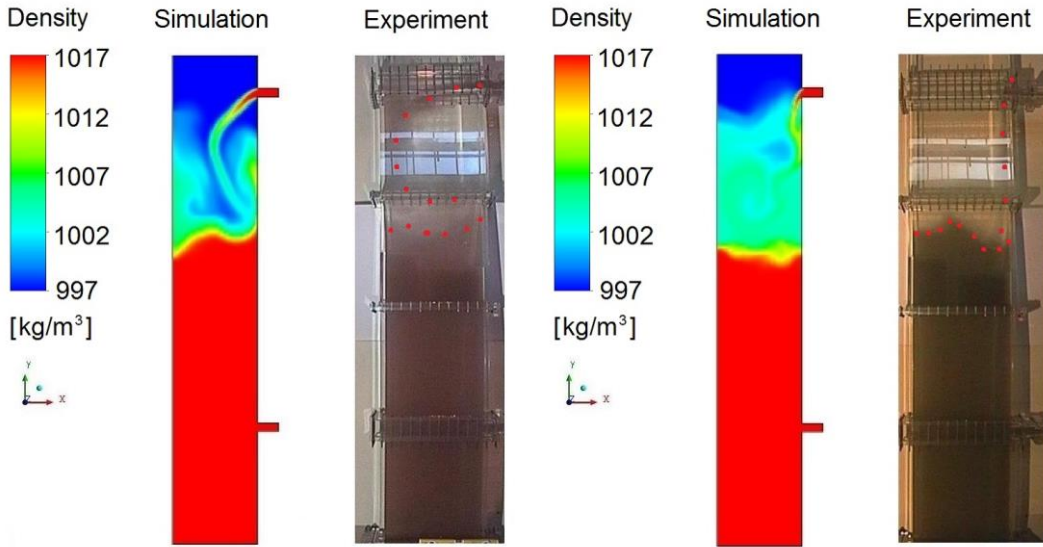 Density Simulation Experiment Density Simulation Experiment
1017 1017
1012 1012
1007 1007
1002 1002
997 997
[kg/m³] [kg/m³]
Y Y
Z X Z X